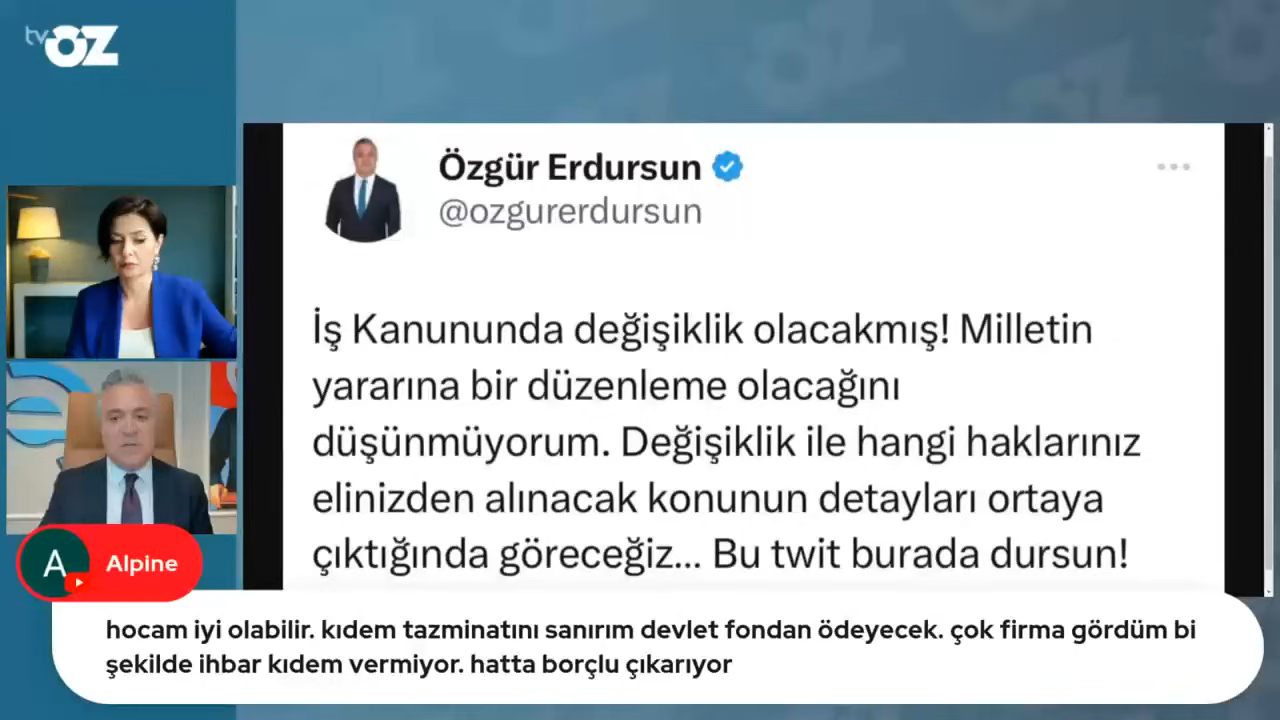 tv ÖZ
Özgür Erdursun
@ozgurerdursun
İş Kanununda değişiklik olacakmış! Milletin
yararına bir düzenleme olacağını
düşünmüyorum. Değişiklik ile hangi haklarınız
elinizden alınacak konunun detayları ortaya
çıktığında göreceğiz... Bu twit burada dursun!
A
Alpine
hocam iyi olabilir. kıdem tazminatını sanırım devlet fondan ödeyecek. çok firma gördüm bi
şekilde ihbar kıdem vermiyor. hatta borçlu çıkarıyor